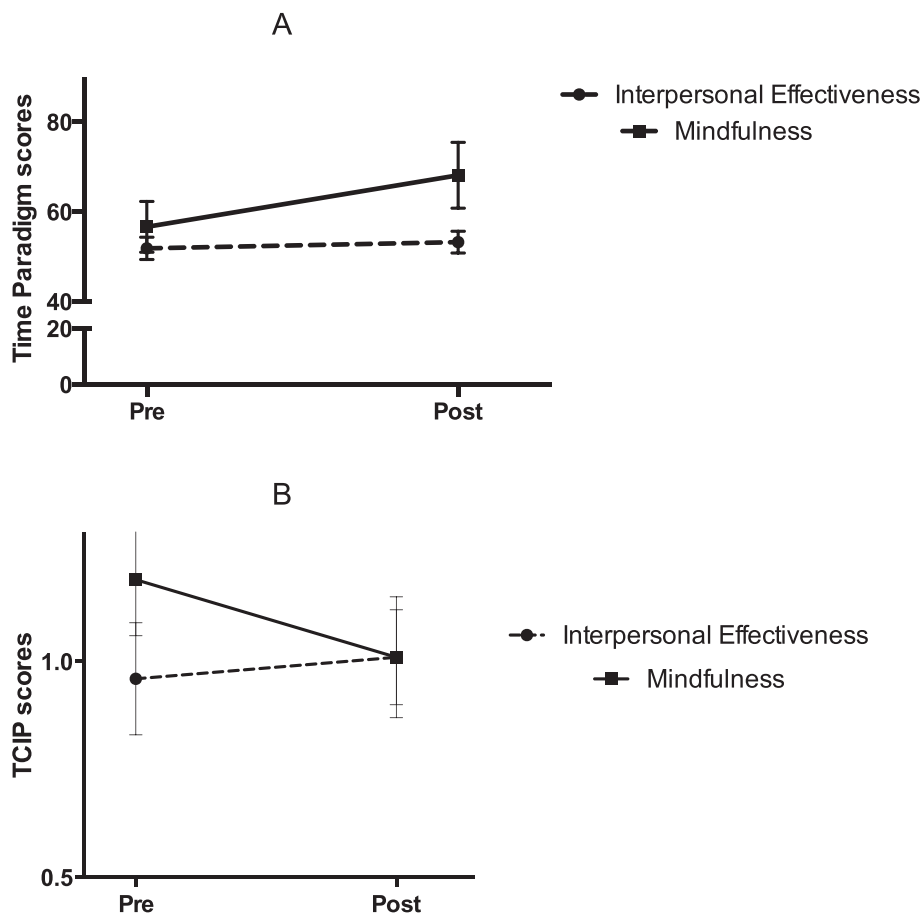 A
Time Paradigm scores
80
60
40
20
0
Pre
Post
Interpersonal Effectiveness
Mindfulness
B
TCIP scores
1.0
0.5
Pre
Post
Interpersonal Effectiveness
Mindfulness